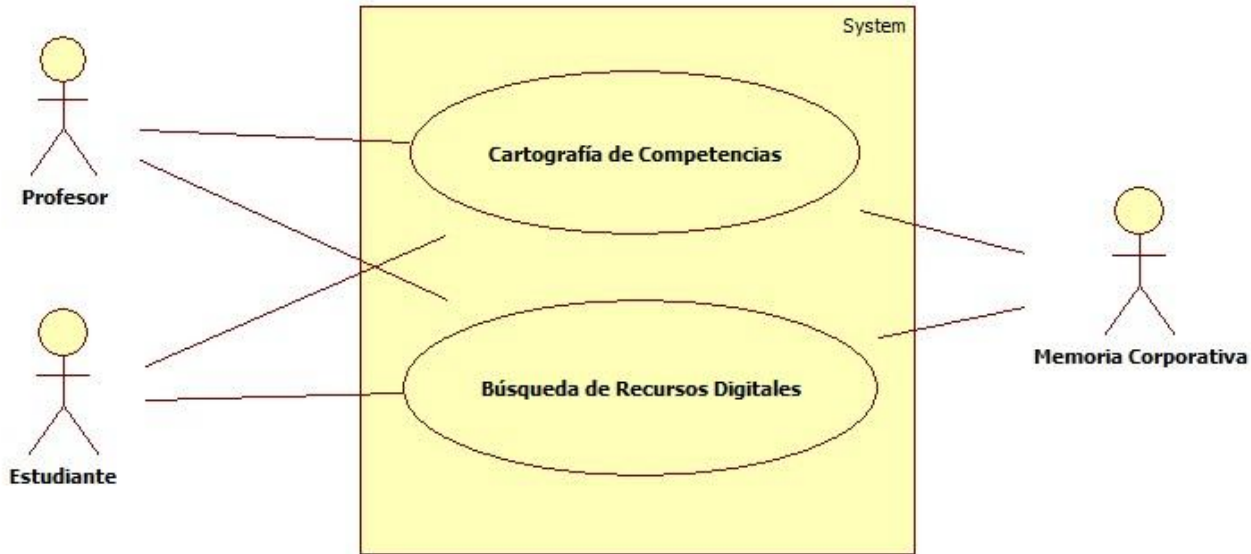 System
Profesor
Cartografía de Competencias
Memoria Corporativa
Búsqueda de Recursos Digitales
Estudiante